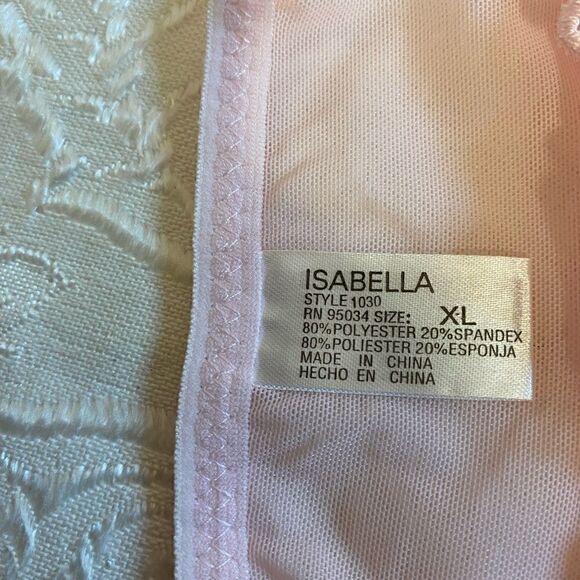 ISABELLA
STYLE 1030
RN 95034 SIZE: X-L
80%POLYESTER 20%SPANDEX
80%POLIESTER 20%ESPONJA
MADE IN CHINA
HECHO EN CHINA